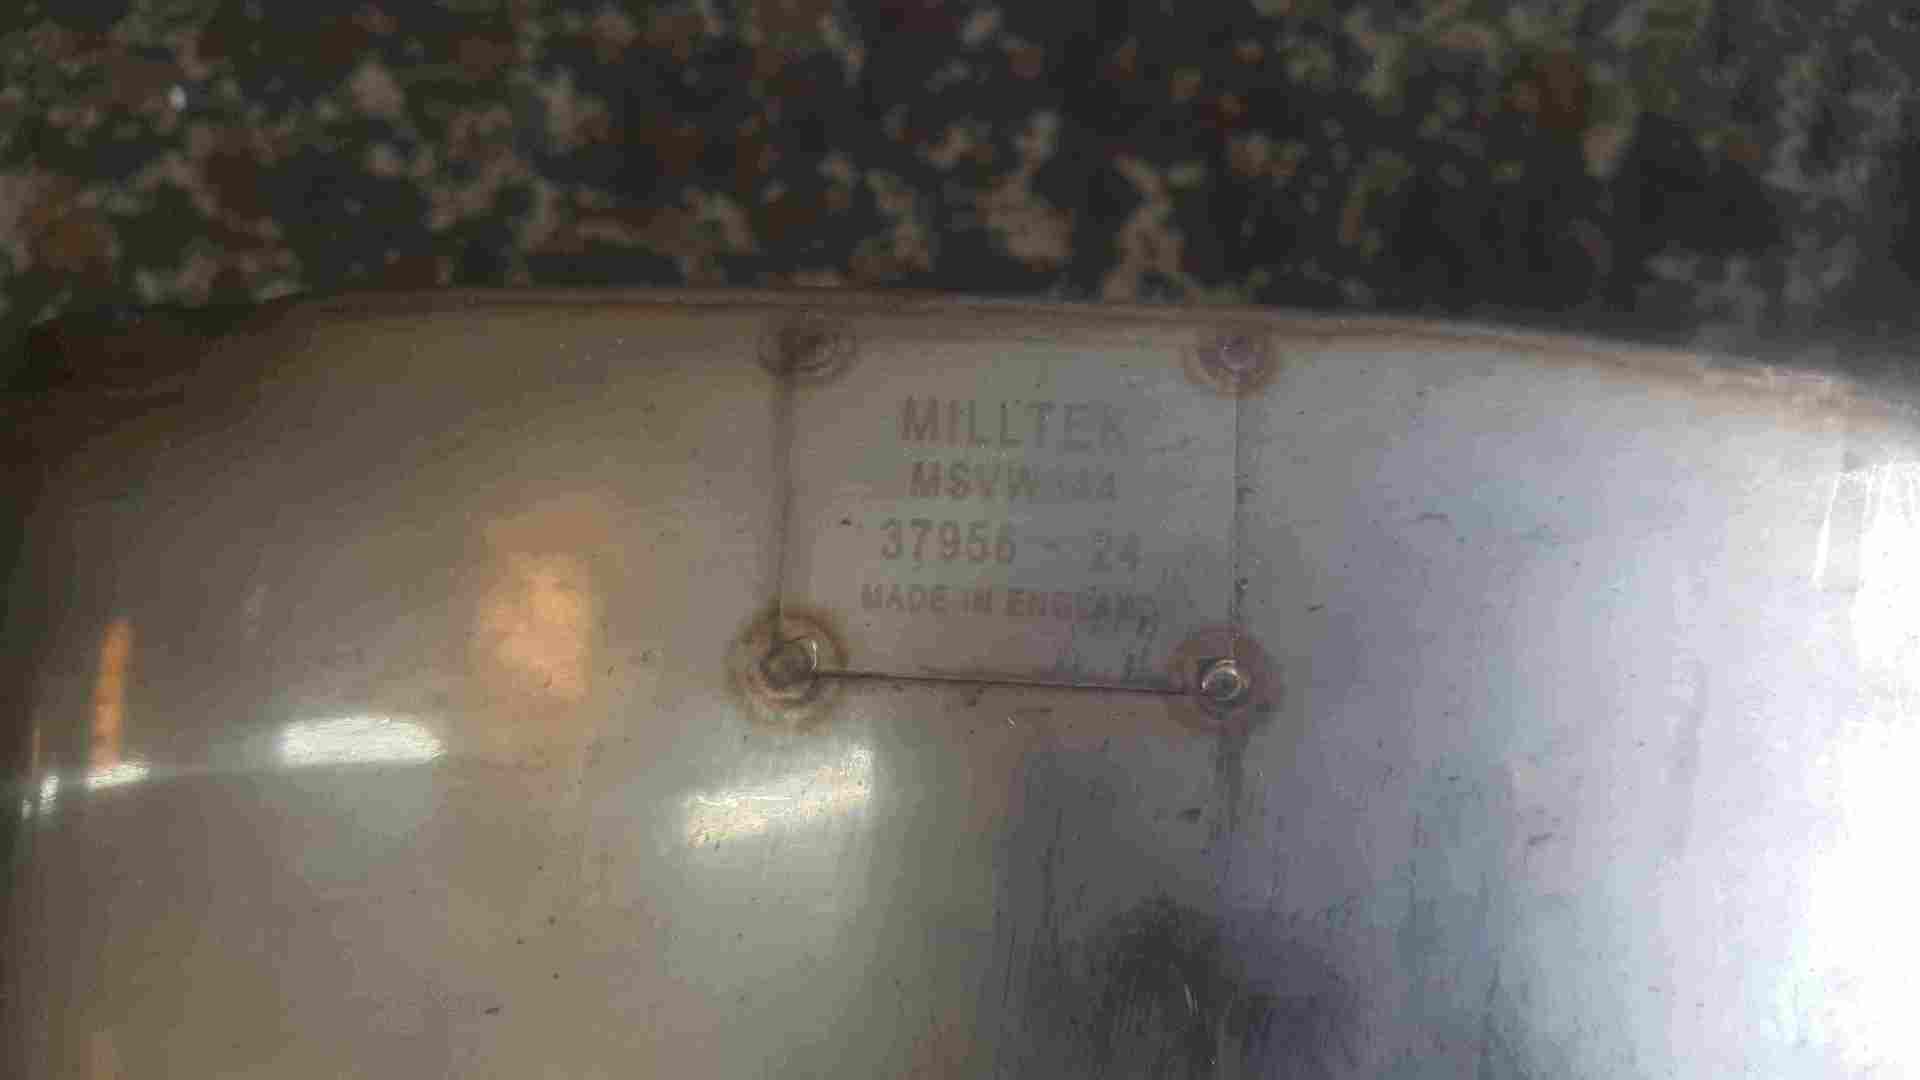 MILLTEK
37956 - 24
MADE IN ENGLAND